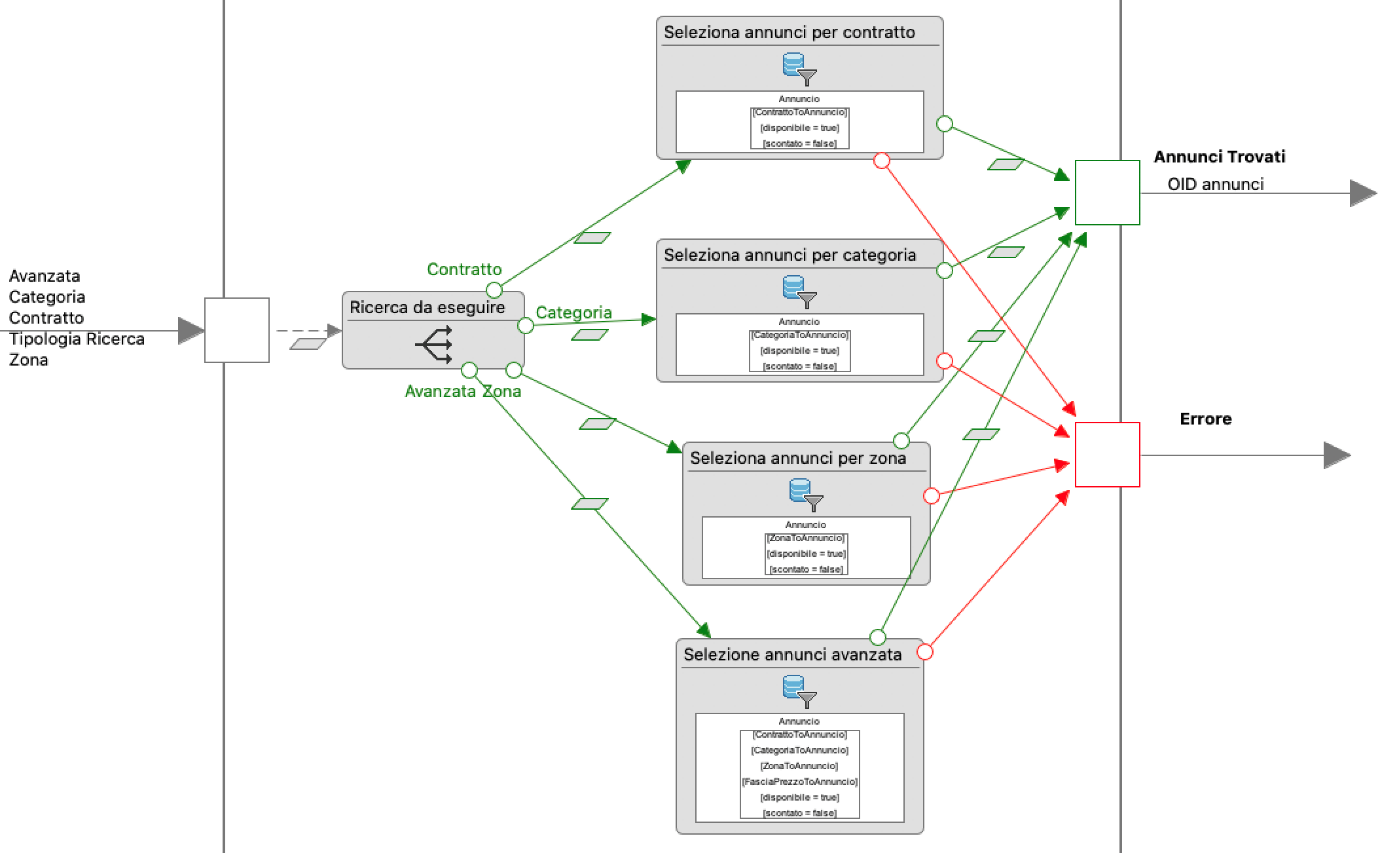 Avanzata
Categoria
Contratto
Tipologia Ricerca
Zona
Ricerca da eseguire
Contratto
Categoria
Avanzata Zona
Seleziona annunci per contratto
Annuncio
[ContrattoToAnnuncio]
[disponibile = true]
[scontato = false]
Seleziona annunci per categoria
Annuncio
[CategoriaToAnnuncio]
[disponibile = true]
[scontato = false]
Seleziona annunci per zona
Annuncio
[ZonaToAnnuncio]
[disponibile = true]
[scontato = false]
Selezione annunci avanzata
Annuncio
[ContrattoToAnnuncio]
[CategoriaToAnnuncio]
[ZonaToAnnuncio]
[FasciaPrezzoToAnnuncio]
[disponibile = true]
[scontato = false]
Annunci Trovati
OID annunci
Errore